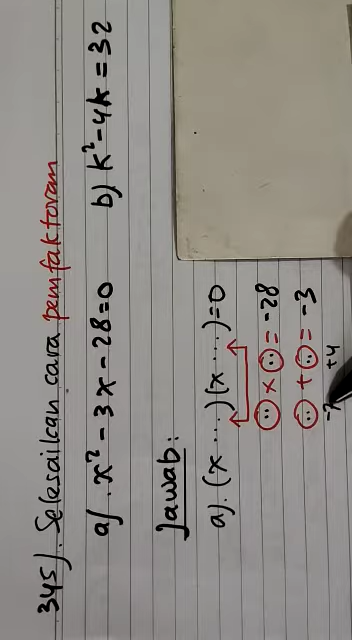 345). Selesaikan cara pemfaktoran
a). x² - 3x - 28 = 0 b) k² - 4k = 32
Jawab:
a). (x ...) (x ...) = 0
.. × .. = -28
.. + .. = -3
-7 +4